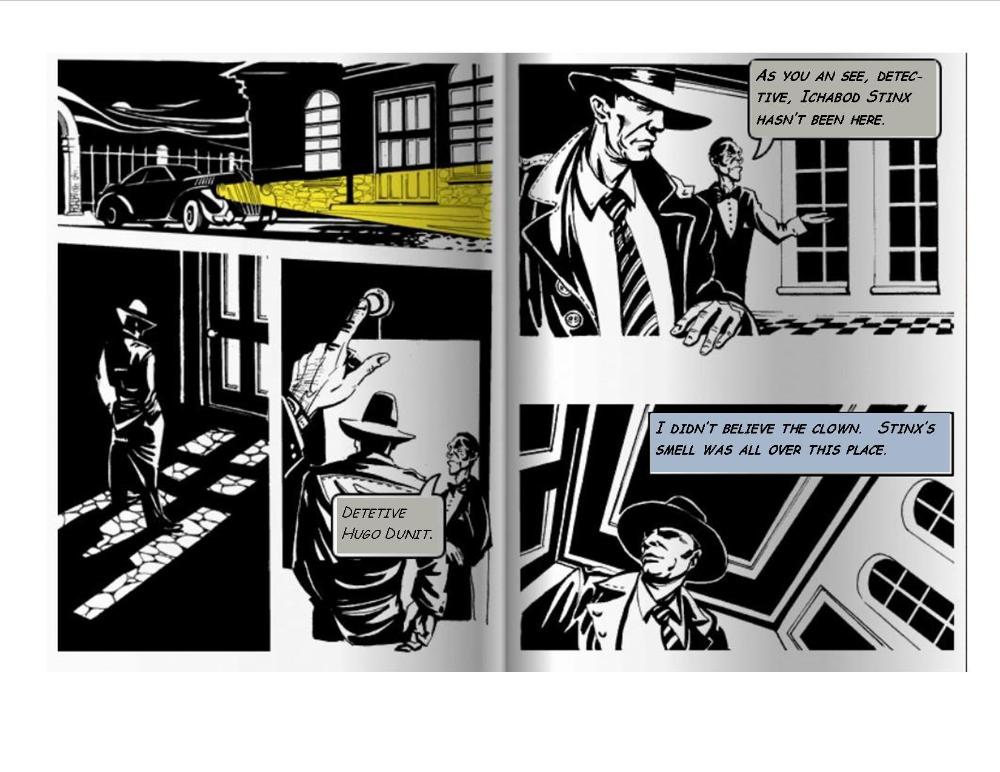 Detetive
Hugo Dunit.
As you an see, detec-
tive, Ichabod Stinx
hasn't been here.
I didn't believe the clown. Stinx's
smell was all over this place.